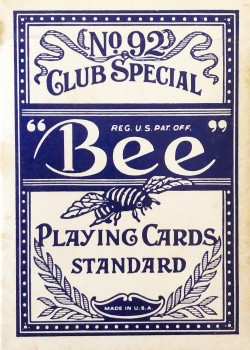 No. 92
CLUB SPECIAL
REG. U.S. PAT. OFF.
"Bee"
PLAYING CARDS
STANDARD
MADE IN U.S.A.